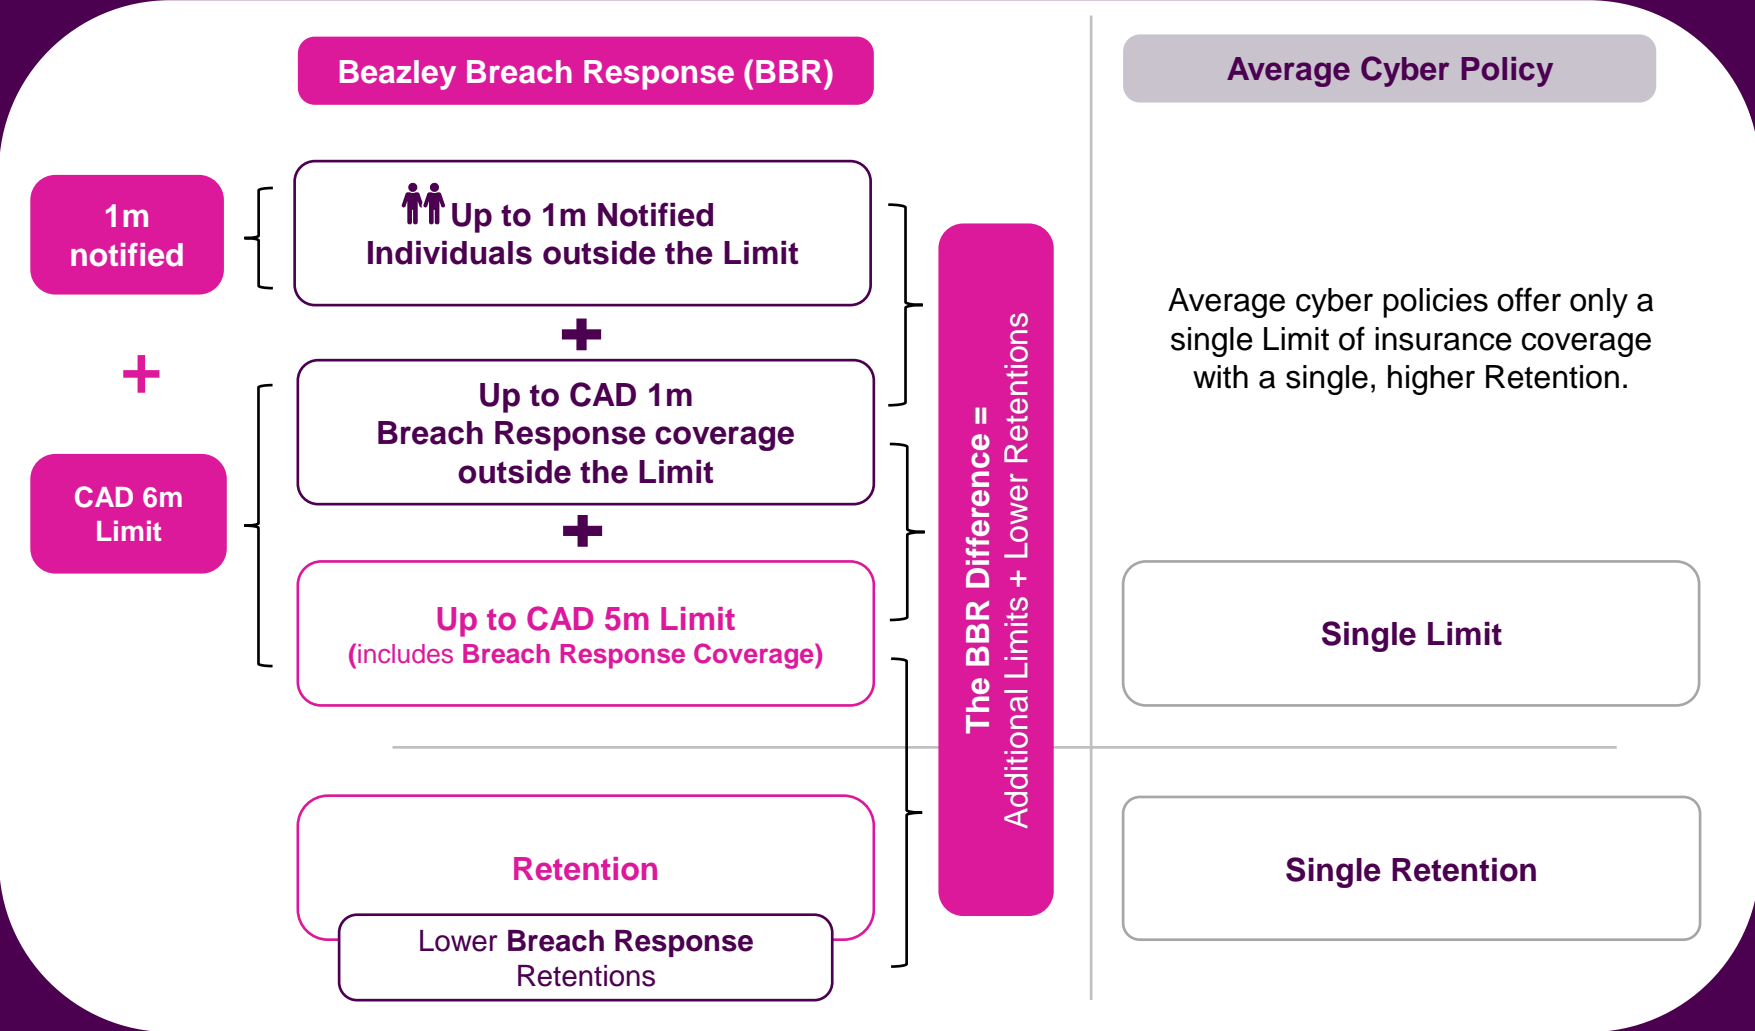 Beazley Breach Response (BBR)
Average Cyber Policy
1m
notified
+
CAD 6m
Limit
Up to 1m Notified
Individuals outside the Limit
+
Up to CAD 1m
Breach Response coverage
outside the Limit
+
Up to CAD 5m Limit
(includes Breach Response Coverage)
Retention
Lower Breach Response
Retentions
The BBR Difference =
Additional Limits + Lower Retentions
Average cyber policies offer only a
single Limit of insurance coverage
with a single, higher Retention.
Single Limit
Single Retention